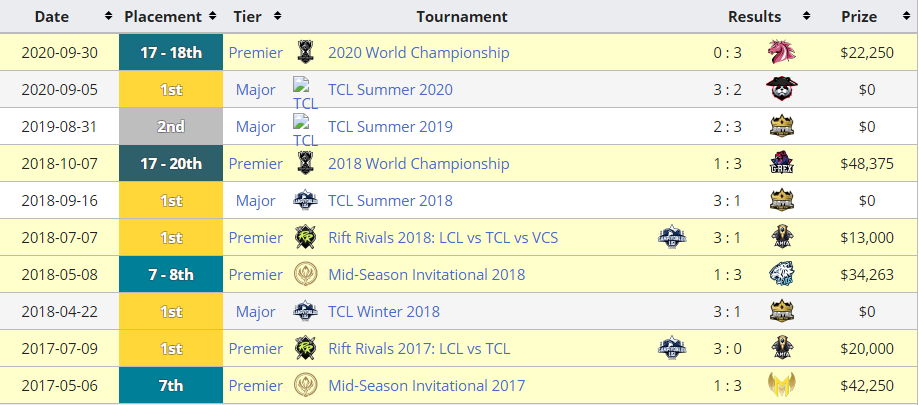 Date Placement Tier Tournament Results Prize
2020-09-30 17 - 18th Premier 2020 World Championship 0 : 3 $22,250
2020-09-05 1st Major TCL TCL Summer 2020 3 : 2 $0
2019-08-31 2nd Major TCL TCL Summer 2019 2 : 3 $0
2018-10-07 17 - 20th Premier 2018 World Championship 1 : 3 G-REX $48,375
2018-09-16 1st Major TCL Summer 2018 3 : 1 $0
2018-07-07 1st Premier Rift Rivals 2018: LCL vs TCL vs VCS 3 : 1 $13,000
2018-05-08 7 - 8th Premier Mid-Season Invitational 2018 1 : 3 $34,263
2018-04-22 1st Major TCL Winter 2018 3 : 1 $0
2017-07-09 1st Premier Rift Rivals 2017: LCL vs TCL 3 : 0 $20,000
2017-05-06 7th Premier Mid-Season Invitational 2017 1 : 3 $42,250